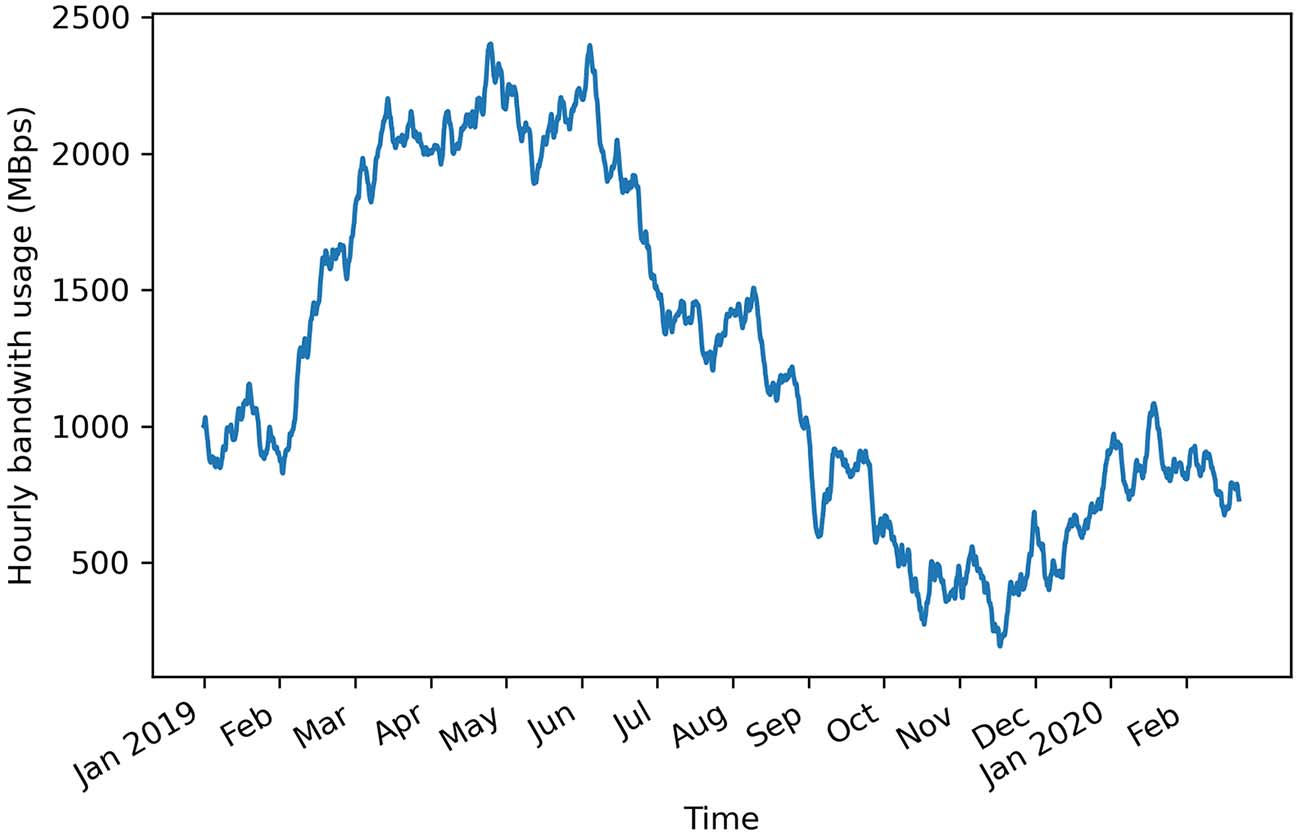 Hourly bandwith usage (MBps)
2500
2000
1500
1000
500
Jan 2019
Feb
Mar
Apr
May
Jun
Jul
Aug
Sep
Oct
Nov
Dec
Jan 2020
Feb
Time